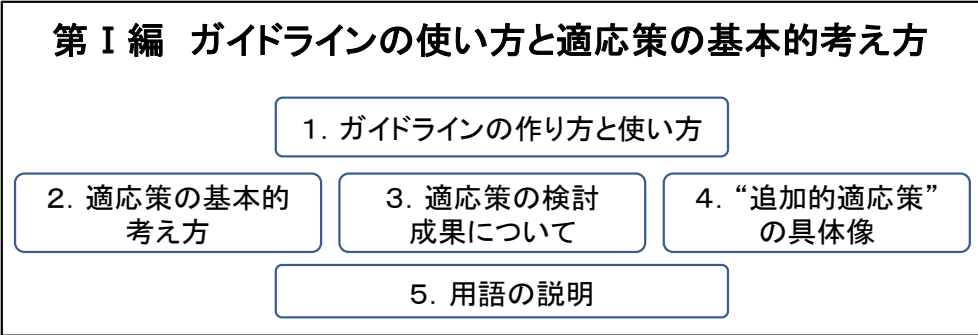 第Ⅰ編 ガイドラインの使い方と適応策の基本的考え方
１．ガイドラインの作り方と使い方
２．適応策の基本的
考え方
３．適応策の検討
成果について
４．“追加的適応策”
の具体像
５．用語の説明